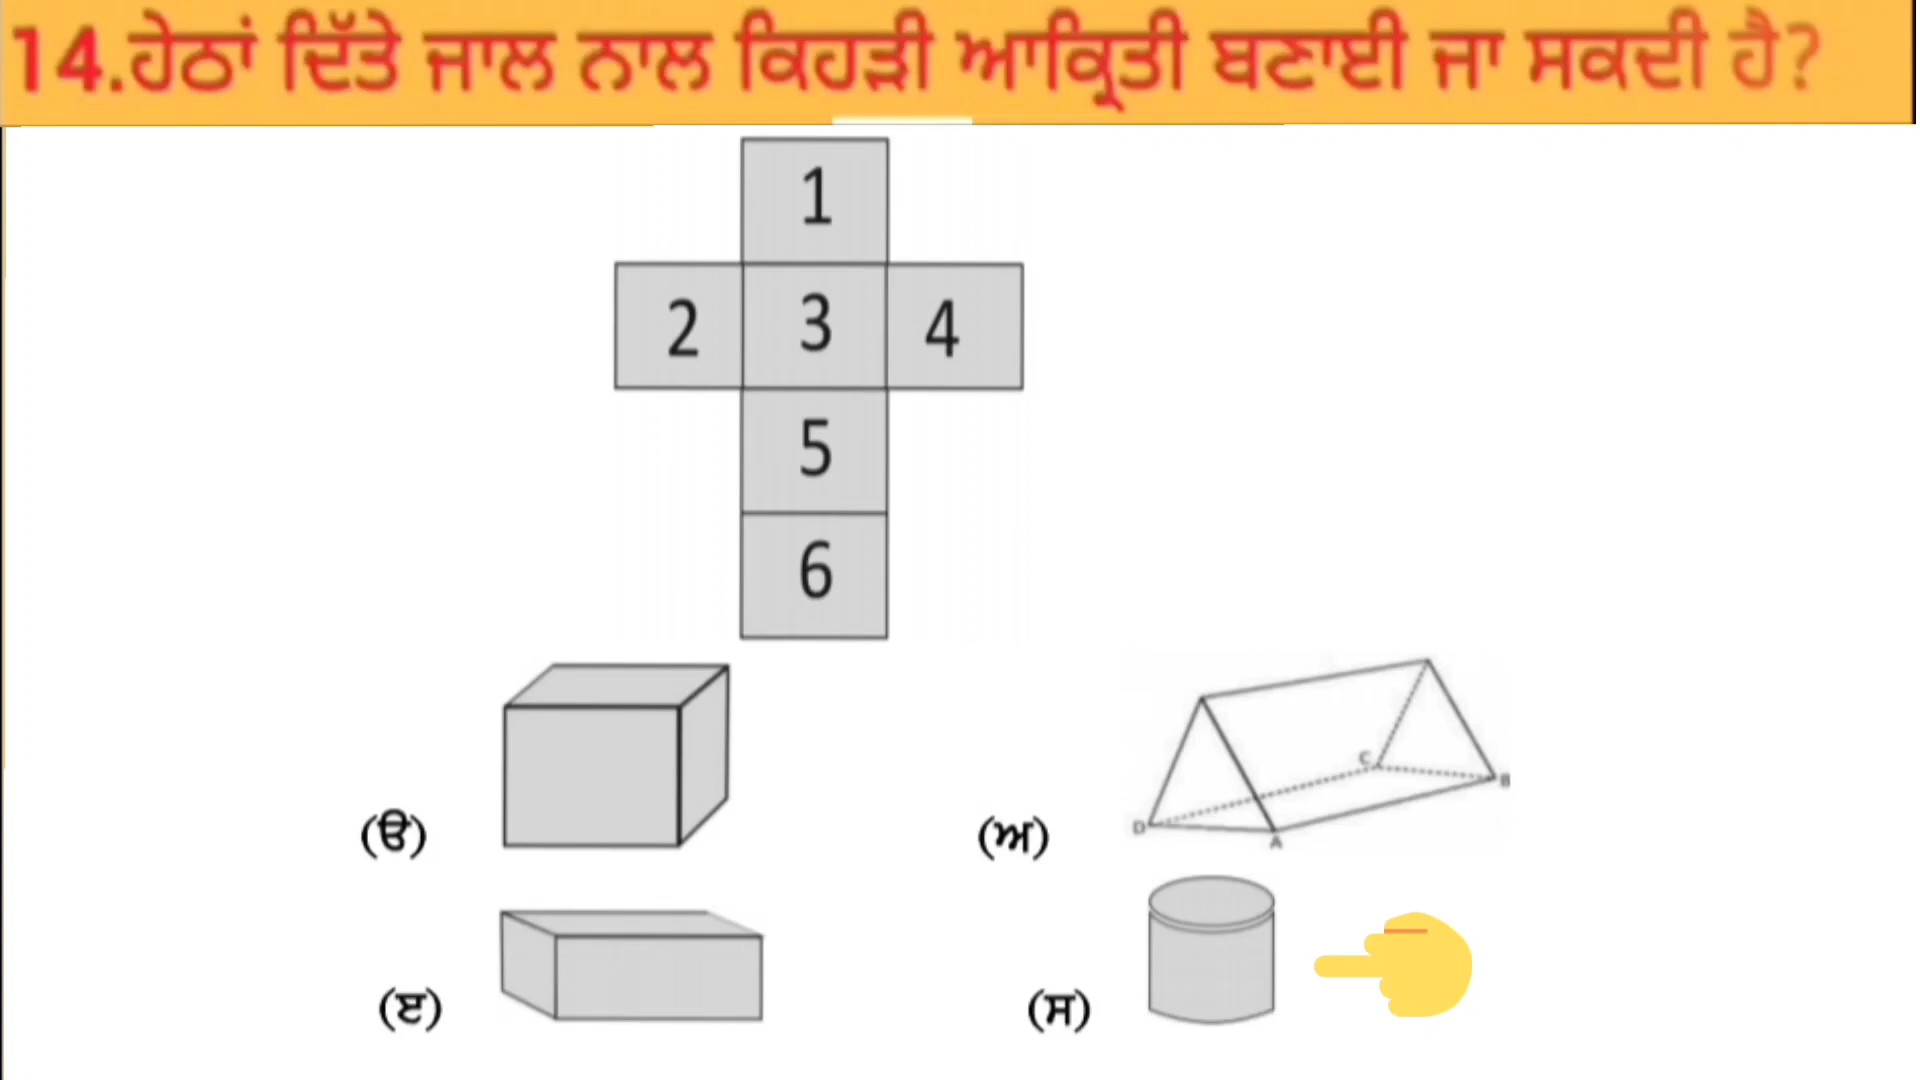 14.ਹੇਠਾਂ ਦਿੱਤੇ ਜਾਲ ਨਾਲ ਕਿਹੜੀ ਆਕ੍ਰਿਤੀ ਬਣਾਈ ਜਾ ਸਕਦੀ ਹੈ?
1
2 3 4
5
6
(ੳ)
(ਅ)
C
B
D
A
(ੲ)
(ਸ)